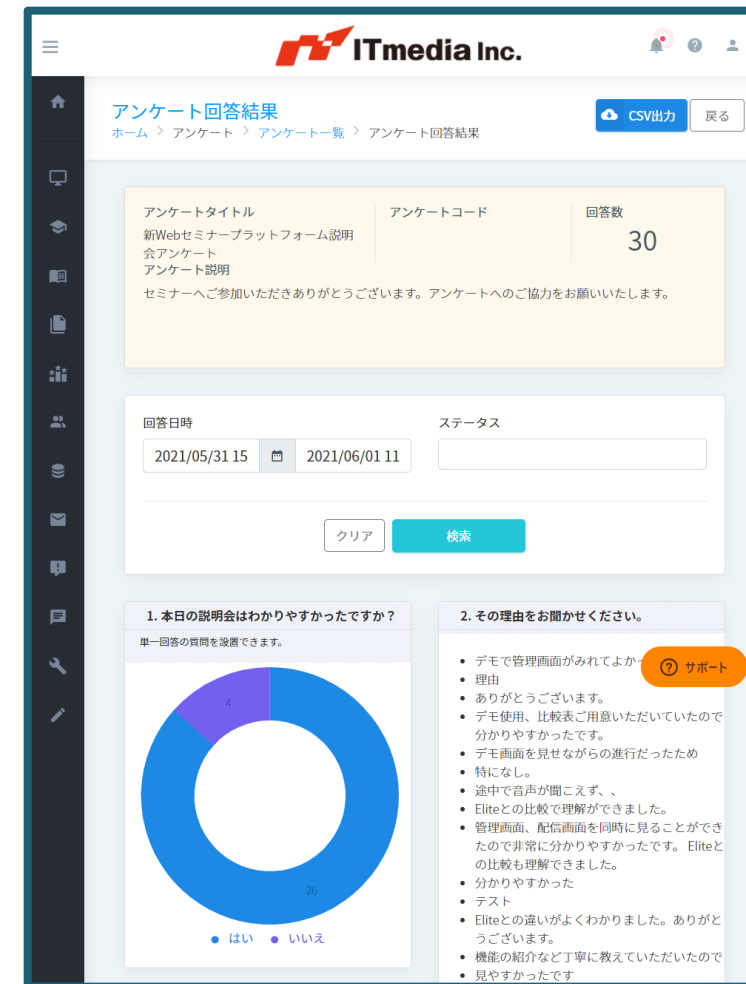 ITmedia Inc.
アンケート回答結果
ホーム > アンケート > アンケート一覧 > アンケート回答結果
CSV出力
戻る
アンケートタイトル
新Webセミナープラットフォーム説明
会アンケート
アンケートコード
回答数
30
アンケート説明
セミナーへご参加いただきありがとうございます。アンケートへのご協力をお願いいたします。
回答日時
2021/05/31 15
2021/06/01 11
ステータス
クリア
検索
1. 本日の説明会はわかりやすかったですか？
単一回答の質問を設置できます。
4
26
はい
いいえ
2. その理由をお聞かせください。
デモで管理画面がみれてよか
サポート
理由
ありがとうございます。
デモ使用、比較表ご用意いただいていたので
分かりやすかったです。
デモ画面を見せながらの進行だったため
特になし。
途中で音声が聞こえず、、
Eliteとの比較で理解ができました。
管理画面、配信画面を同時に見ることができ
たので非常に分かりやすかったです。 Eliteと
の比較も理解できました。
分かりやすかった
テスト
Eliteとの違いがよくわかりました。ありがと
うございます。
機能の紹介など丁寧に教えていただいたので
見やすかったです